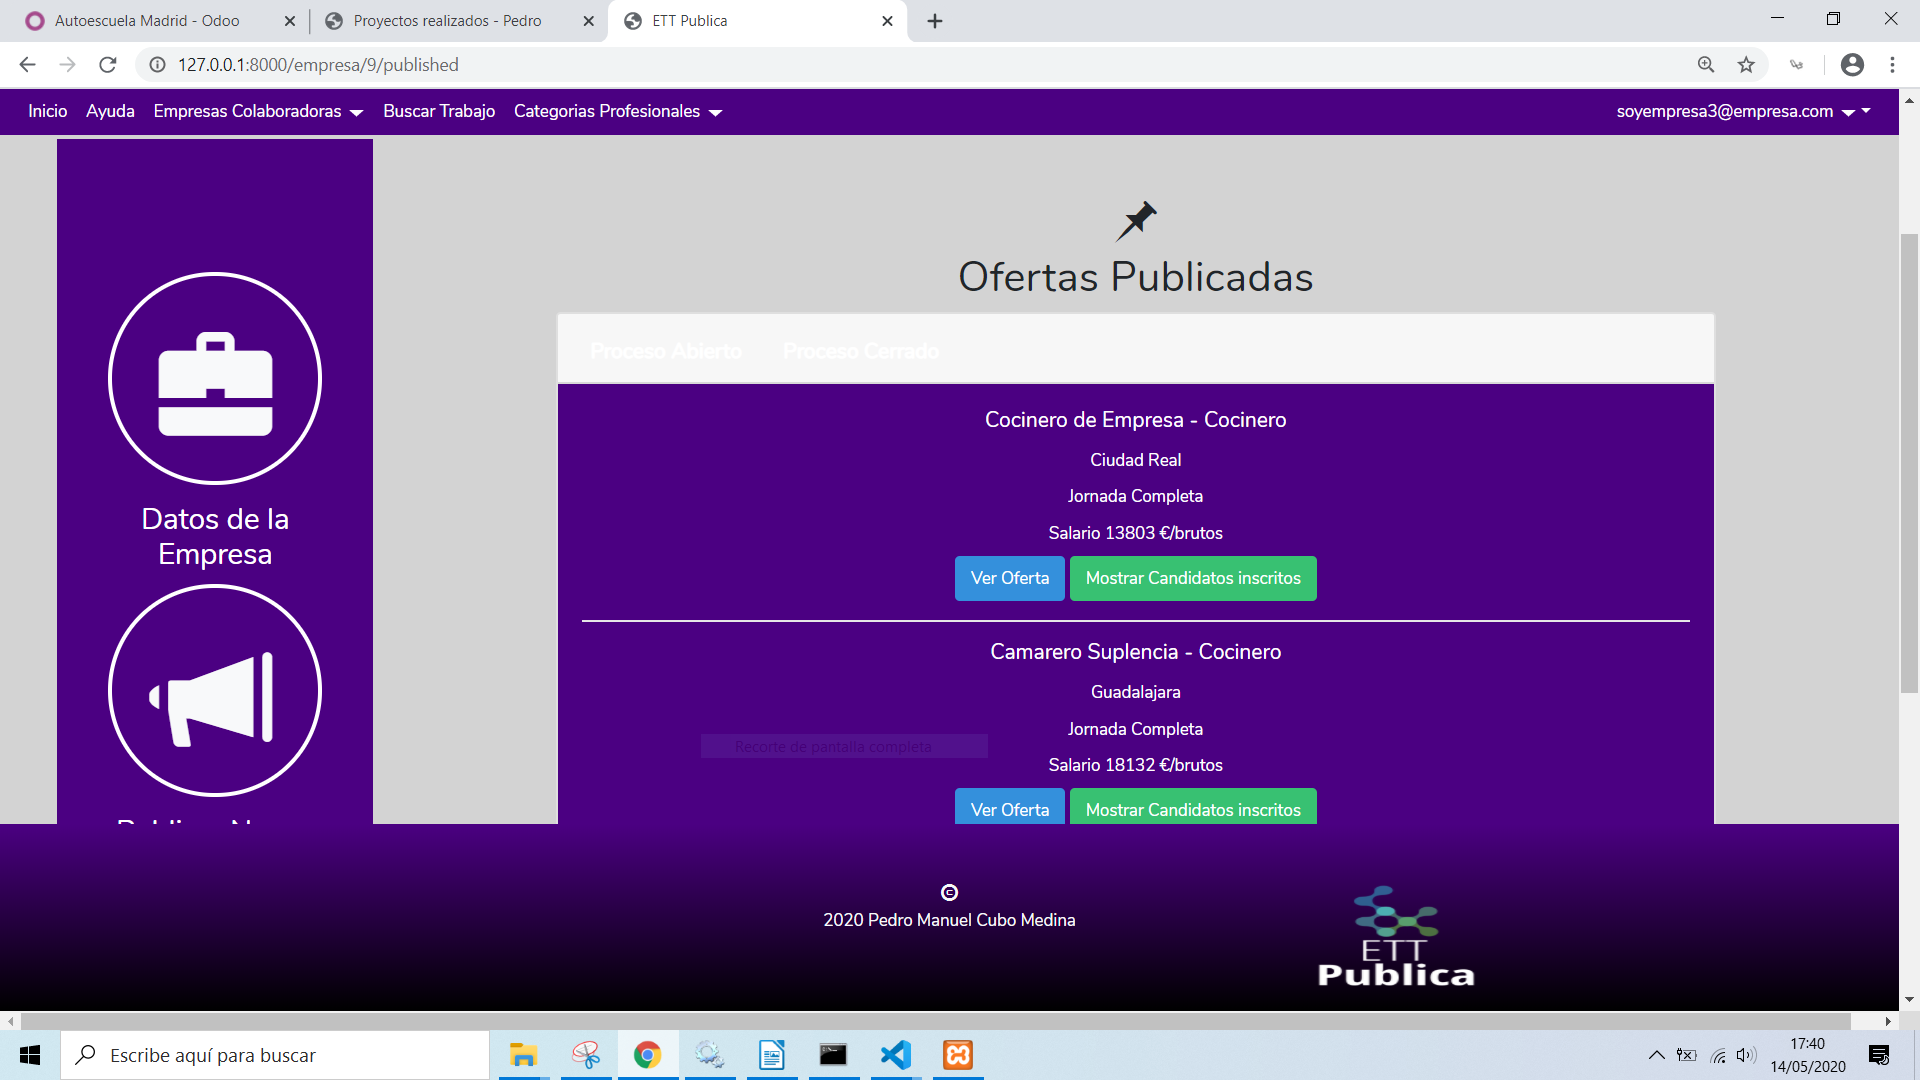 Autoescuela Madrid - Odoo
Proyectos realizados - Pedro
ETT Publica
127.0.0.1:8000/empresa/9/published
Inicio
Ayuda
Empresas Colaboradoras
Buscar Trabajo
Categorias Profesionales
soyempresa3@empresa.com
Datos de la
Empresa
Ofertas Publicadas
Proceso Abierto
Proceso Cerrado
Cocinero de Empresa - Cocinero
Ciudad Real
Jornada Completa
Salario 13803 €/brutos
Ver Oferta
Mostrar Candidatos inscritos
Camarero Suplencia - Cocinero
Guadalajara
Jornada Completa
Recorte de pantalla completa
Salario 18132 €/brutos
Ver Oferta
Mostrar Candidatos inscritos
©
2020 Pedro Manuel Cubo Medina
ETT
Publica
Escribe aquí para buscar
17:40
14/05/2020